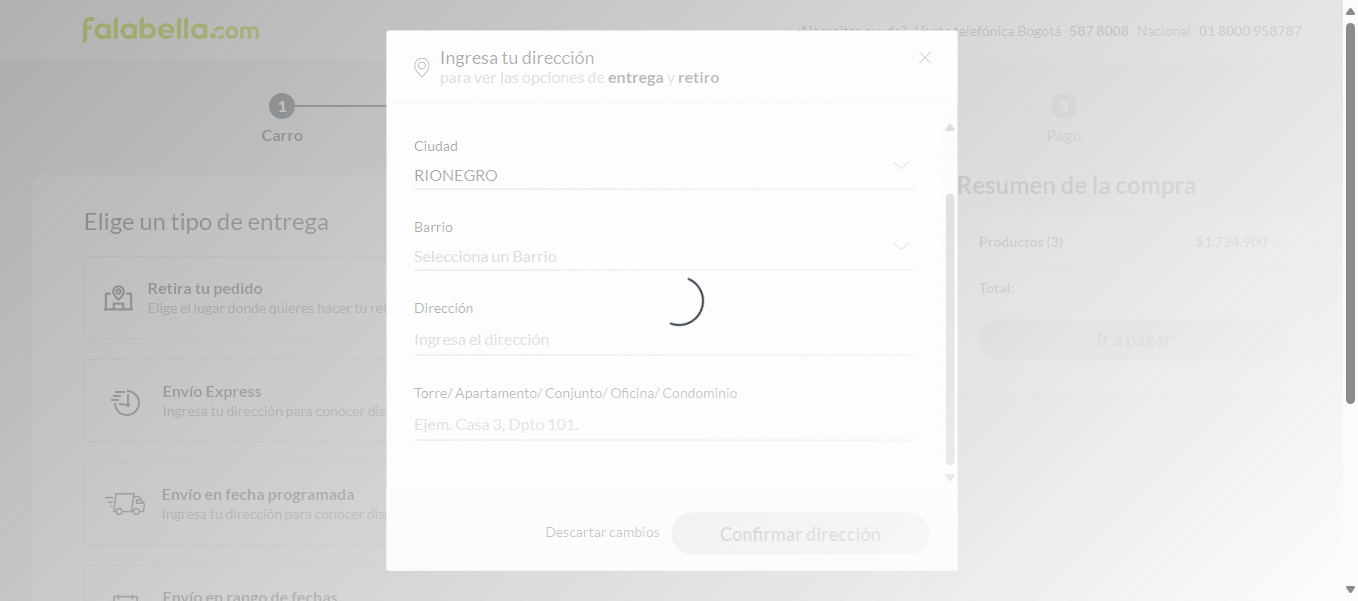 falabella.com
¿Necesitas ayuda? Venta telefónica Bogotá 587 8008 Nacional 01 8000 958787
Ingresa tu dirección
para ver las opciones de entrega y retiro
1
3
Carro
Pago
Elige un tipo de entrega
Retira tu pedido
Elige el lugar donde quieres hacer tu
Envío Express
Ingresa tu dirección para conocer
Envío en fecha programada
Ingresa tu dirección para conocer
Envío en rango de fechas
Ciudad
RIONEGRO
Barrio
Selecciona un Barrio
Dirección
Ingresa el dirección
Torre/ Apartamento/ Conjunto/ Oficina/ Condominio
Ejem. Casa 3, Dpto 101.
Descartar cambios
Confirmar dirección
Resumen de la compra
Productos (3) $1.724.900
Total:
Ir a pagar